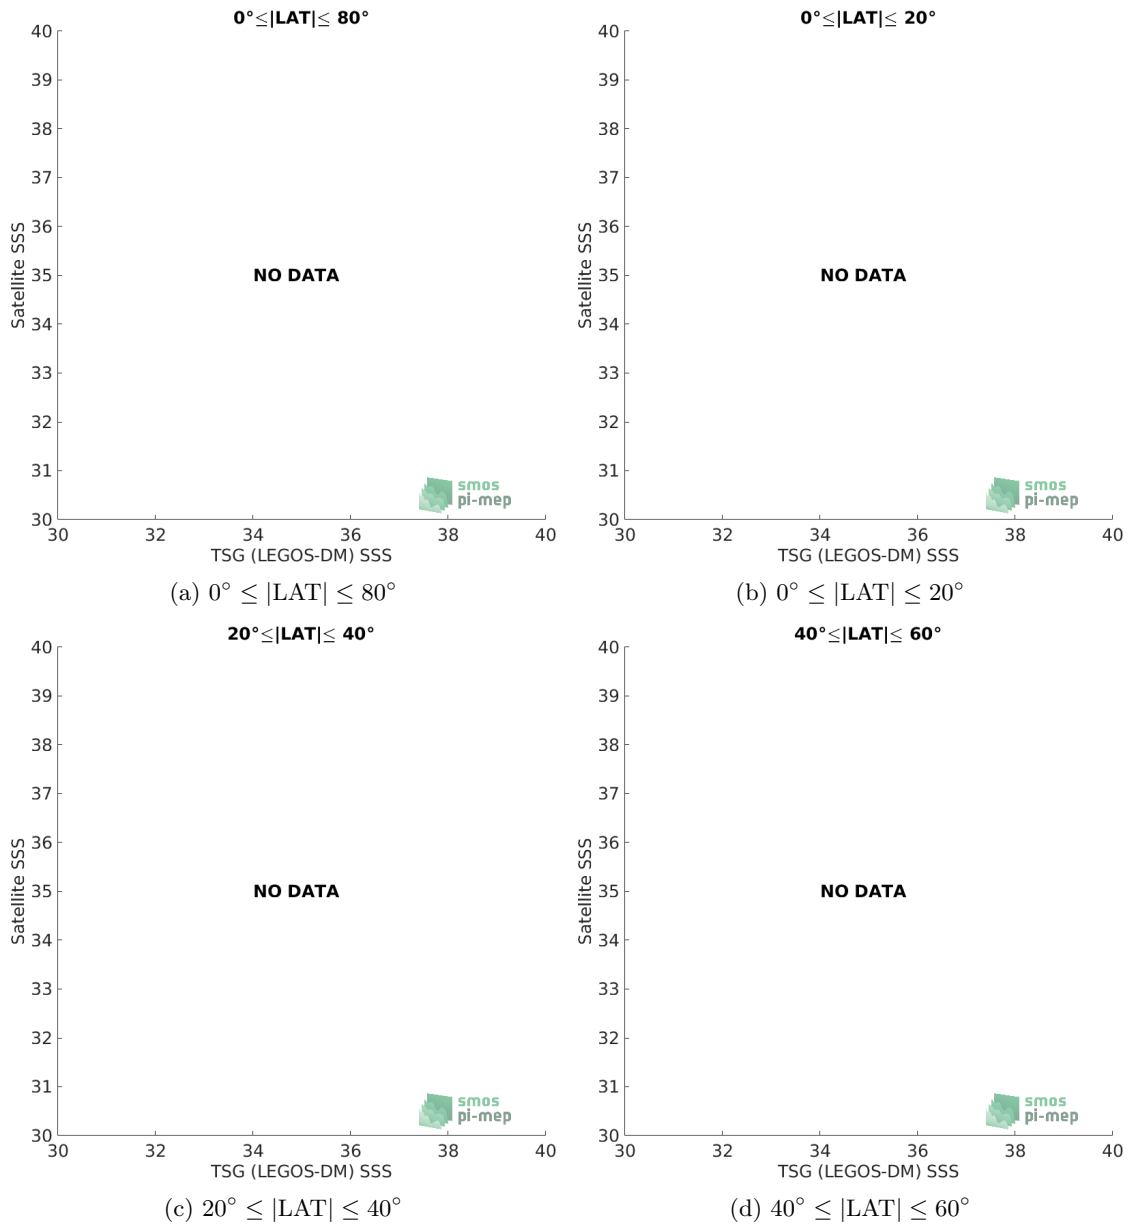 0°≤|LAT|≤ 80°
40
39
38
37
36
35
34
33
32
31
30
Satellite SSS
NO DATA
smos
pi-mep
30 32 34 36 38 40
TSG (LEGOS-DM) SSS
(a) 0° ≤ |LAT| ≤ 80°
0°≤|LAT|≤ 20°
40
39
38
37
36
35
34
33
32
31
30
Satellite SSS
NO DATA
smos
pi-mep
30 32 34 36 38 40
TSG (LEGOS-DM) SSS
(b) 0° ≤ |LAT| ≤ 20°
20°≤|LAT|≤ 40°
40
39
38
37
36
35
34
33
32
31
30
Satellite SSS
NO DATA
smos
pi-mep
30 32 34 36 38 40
TSG (LEGOS-DM) SSS
(c) 20° ≤ |LAT| ≤ 40°
40°≤|LAT|≤ 60°
40
39
38
37
36
35
34
33
32
31
30
Satellite SSS
NO DATA
smos
pi-mep
30 32 34 36 38 40
TSG (LEGOS-DM) SSS
(d) 40° ≤ |LAT| ≤ 60°